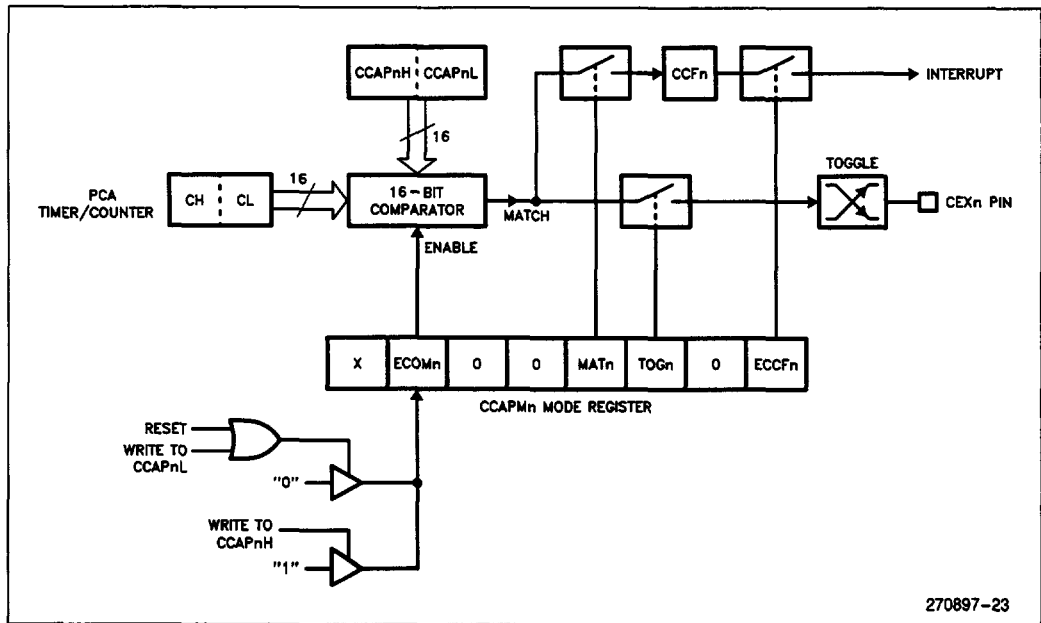 CCAPnH CCAPnL
16
CCFn
INTERRUPT
PCA
TIMER/COUNTER
CH CL
16
16-BIT
COMPARATOR
MATCH
TOGGLE
CEXn PIN
ENABLE
X ECOMn 0 0 MATn TOGn 0 ECCFn
CCAPMn MODE REGISTER
RESET
WRITE TO
CCAPnL
"0"
WRITE TO
CCAPnH
"1"
270897-23